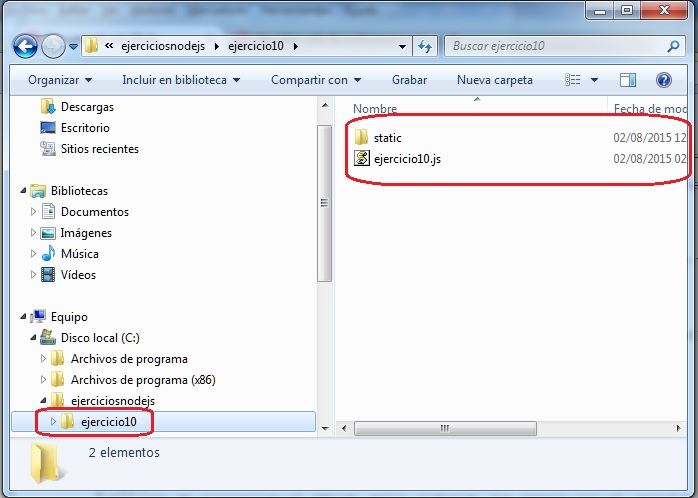 « ejerciciosnodejs ▸ ejercicio10 ▸
Buscar ejercicio10
Organizar Incluir en biblioteca Compartir con Grabar Nueva carpeta
Descargas
Escritorio
Sitios recientes
Bibliotecas
Documentos
Imágenes
Música
Vídeos
Equipo
Disco local (C:)
Archivos de programa
Archivos de programa (x86)
ejerciciosnodejs
ejercicio10
Nombre Fecha de mod
static 02/08/2015 12
ejercicio10.js 02/08/2015 02
2 elementos